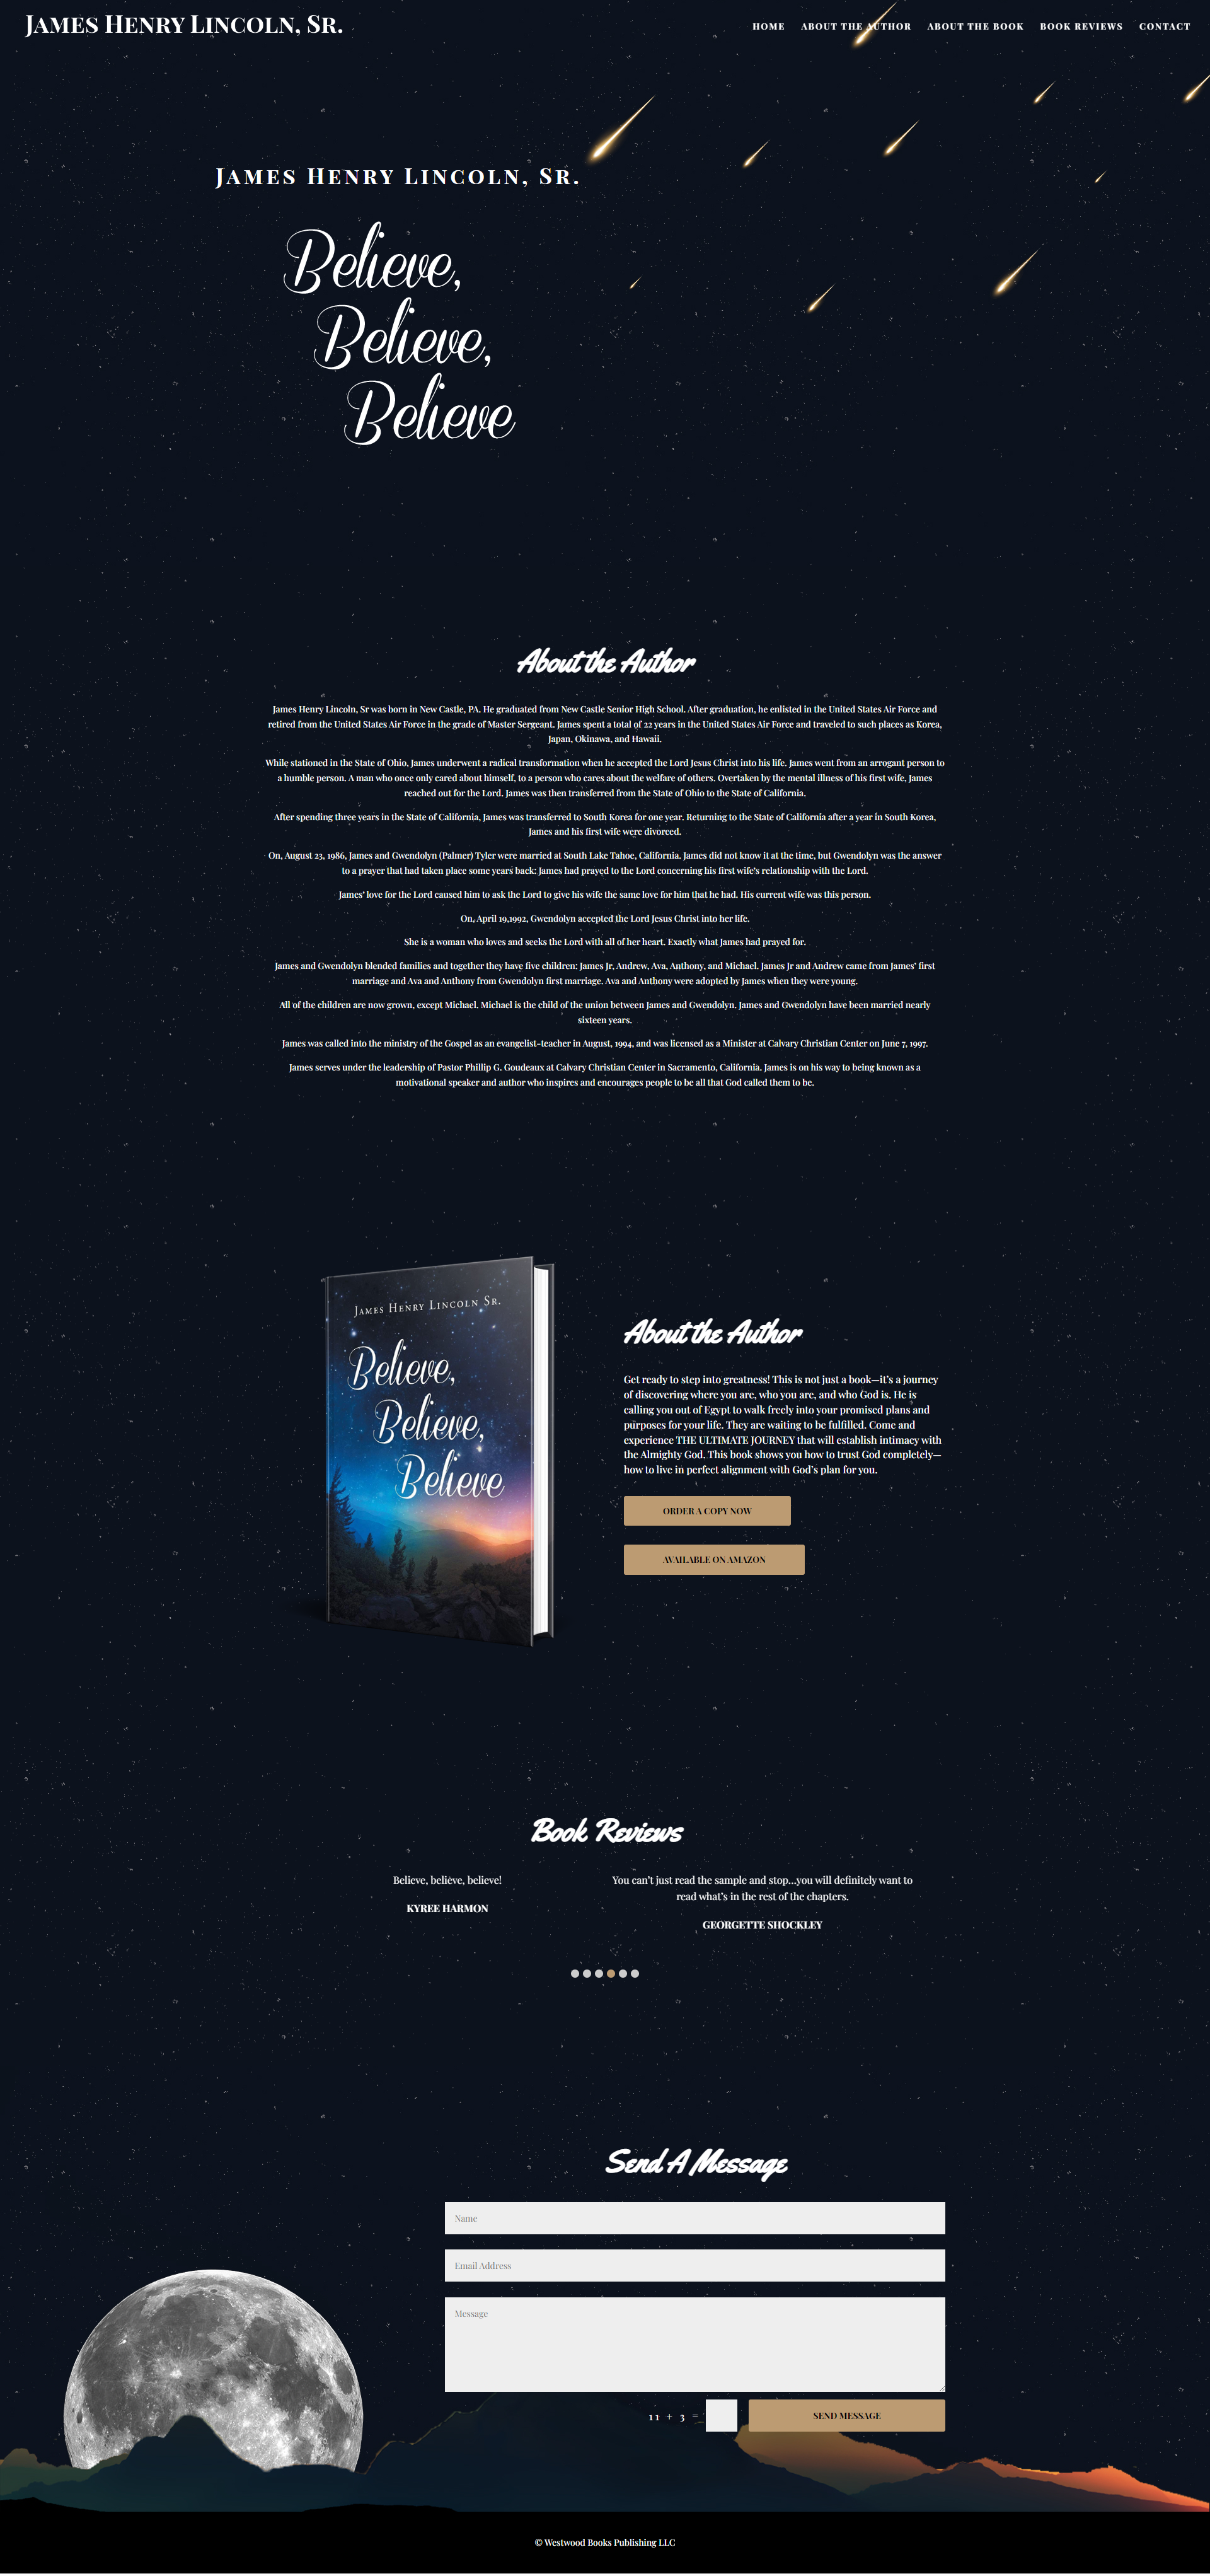 JAMES HENRY LINCOLN, SR.
HOME ABOUT THE AUTHOR ABOUT THE BOOK BOOK REVIEWS CONTACT
JAMES HENRY LINCOLN, SR.
Believe,
Believe,
Believe
About the Author
James Henry Lincoln, Sr was born in New Castle, PA. He graduated from New Castle Senior High School. After graduation, he enlisted in the United States Air Force and
retired from the United States Air Force in the grade of Master Sergeant. James spent a total of 22 years in the United States Air Force and traveled to such places as Korea,
Japan, Okinawa, and Hawaii.
While stationed in the State of Ohio, James underwent a radical transformation when he accepted the Lord Jesus Christ into his life. James went from an arrogant person to
a humble person. A man who once only cared about himself, to a person who cares about the welfare of others. Overtaken by the mental illness of his first wife, James
reached out for the Lord. James was then transferred from the State of Ohio to the State of California.
After spending three years in the State of California, James was transferred to South Korea for one year. Returning to the State of California after a year in South Korea,
James and his first wife were divorced.
On, August 23, 1986, James and Gwendolyn (Palmer) Tyler were married at South Lake Tahoe, California. James did not know it at the time, but Gwendolyn was the answer
to a prayer that had taken place some years back: James had prayed to the Lord concerning his first wife's relationship with the Lord.
James' love for the Lord caused him to ask the Lord to give his wife the same love for him that he had. His current wife was this person.
On, April 19,1992, Gwendolyn accepted the Lord Jesus Christ into her life.
She is a woman who loves and seeks the Lord with all of her heart. Exactly what James had prayed for.
James and Gwendolyn blended families and together they have five children: James Jr, Andrew, Ava, Anthony, and Michael. James Jr and Andrew came from James' first
marriage and Ava and Anthony from Gwendolyn first marriage. Ava and Anthony were adopted by James when they were young.
All of the children are now grown, except Michael. Michael is the child of the union between James and Gwendolyn. James and Gwendolyn have been married nearly
sixteen years.
James was called into the ministry of the Gospel as an evangelist-teacher in August, 1994, and was licensed as a Minister at Calvary Christian Center on June 7, 1997.
James serves under the leadership of Pastor Phillip G. Goudeaux at Calvary Christian Center in Sacramento, California. James is on his way to being known as a
motivational speaker and author who inspires and encourages people to be all that God called them to be.
JAMES HENRY LINCOLN SR.
Believe,
Believe,
Believe
About the Author
Get ready to step into greatness! This is not just a book—it's a journey
of discovering where you are, who you are, and who God is. He is
calling you out of Egypt to walk freely into your promised plans and
purposes for your life. They are waiting to be fulfilled. Come and
experience THE ULTIMATE JOURNEY that will establish intimacy with
the Almighty God. This book shows you how to trust God completely—
how to live in perfect alignment with God's plan for you.
ORDER A COPY NOW
AVAILABLE ON AMAZON
Book Reviews
Believe, believe, believe!
KYREE HARMON
You can't just read the sample and stop…you will definitely want to
read what's in the rest of the chapters.
GEORGETTE SHOCKLEY
Send A Message
Name
Email Address
Message
11 + 3 =
SEND MESSAGE
© Westwood Books Publishing LLC